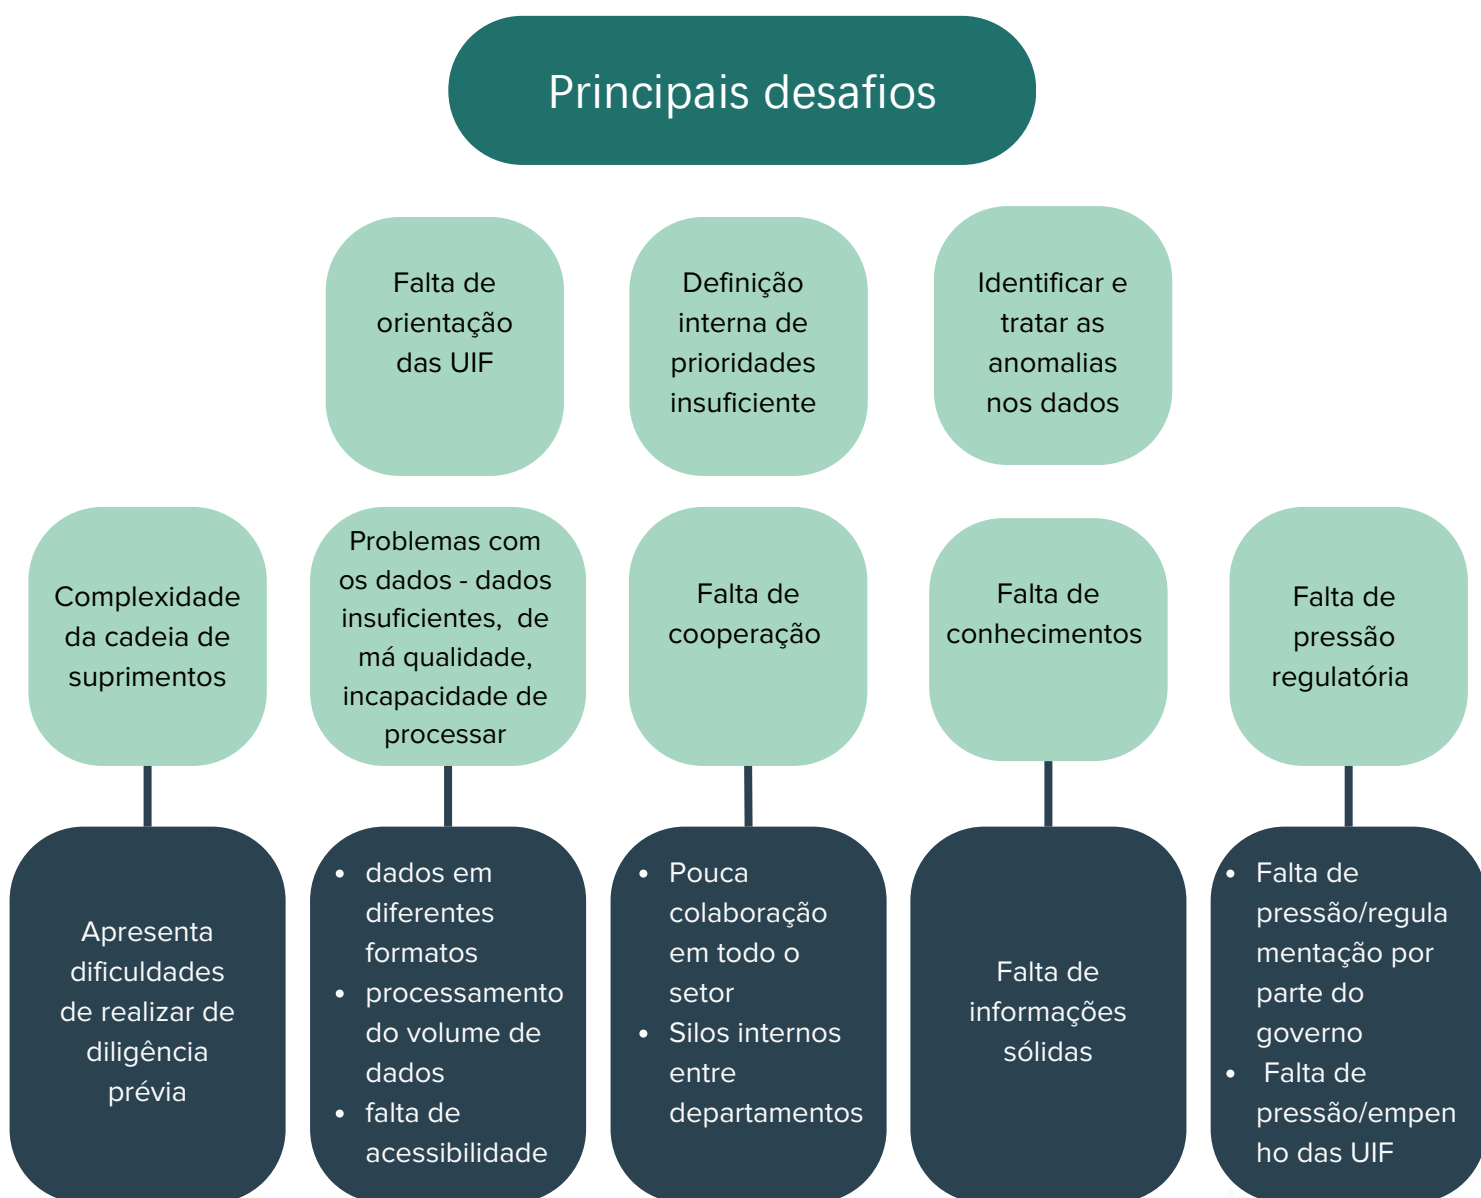 Principais desafios
Falta de
orientação
das UIF
Definição
interna de
prioridades
insuficiente
Identificar e
tratar as
anomalias
nos dados
Complexidade
da cadeia de
suprimentos
Problemas com
os dados - dados
insuficientes,  de
má qualidade,
incapacidade de
processar
Falta de
cooperação
Falta de
conhecimentos
Falta de
pressão
regulatória
Apresenta
dificuldades
de realizar de
diligência
prévia
• dados em
diferentes
formatos
• processamento
do volume de
dados
• falta de
acessibilidade
• Pouca
colaboração
em todo o
setor
• Silos internos
entre
departamentos
Falta de
informações
sólidas
• Falta de
pressão/regula
mentação por
parte do
governo
• Falta de
pressão/empen
ho das UIF